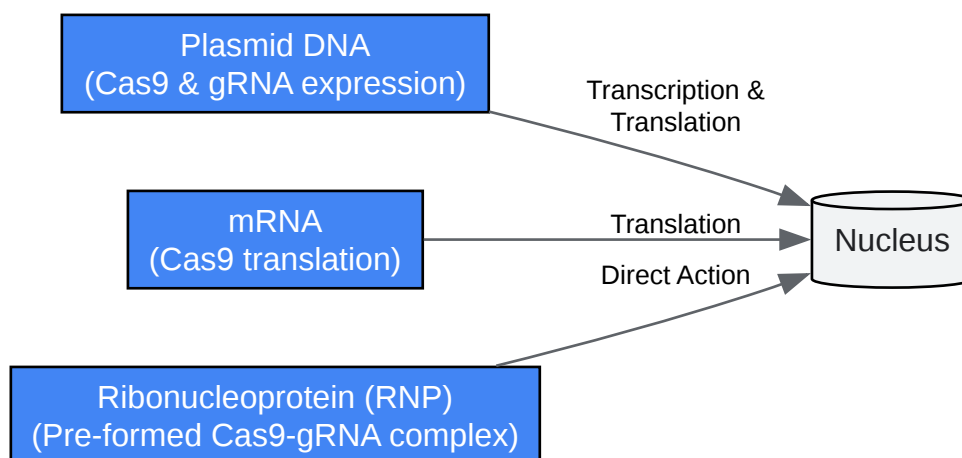 Plasmid DNA
(Cas9 & gRNA expression)
Transcription &
Translation
mRNA
(Cas9 translation)
Translation
Nucleus
Direct Action
Ribonucleoprotein (RNP)
(Pre-formed Cas9-gRNA complex)